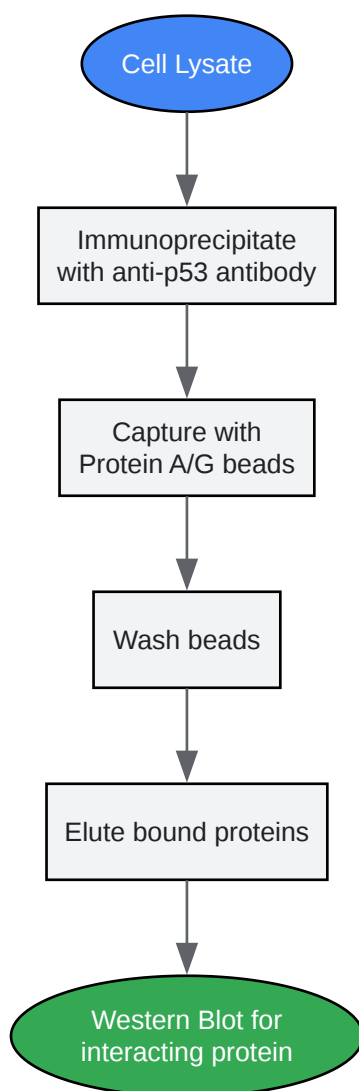 Cell Lysate
Immunoprecipitate
with anti-p53 antibody
Capture with
Protein A/G beads
Wash beads
Elute bound proteins
Western Blot for
interacting protein